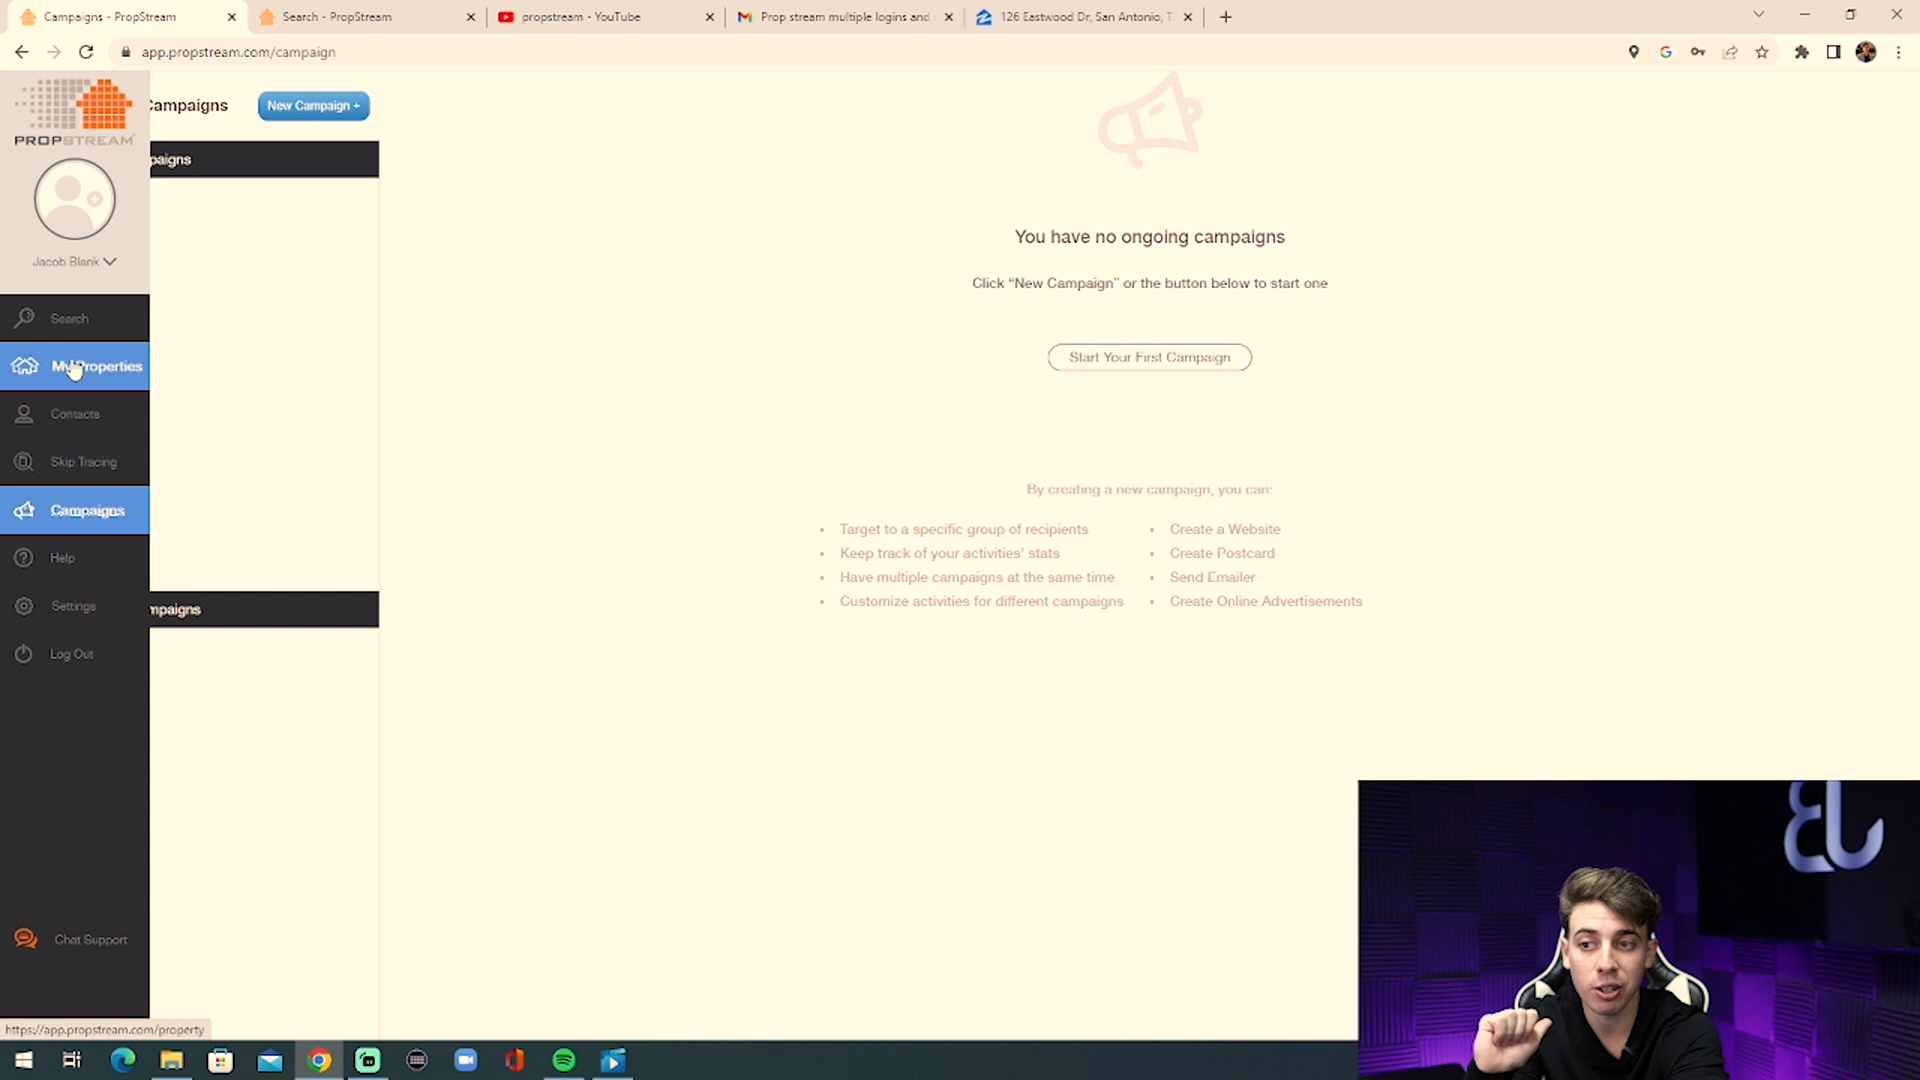 Campaigns - PropStream
Search - PropStream
propstream - YouTube
Prop stream multiple logins and
126 Eastwood Dr, San Antonio, T
app.propstream.com/campaign
PROPSTREAM
Jacob Blank
Search
My Properties
Contacts
Skip Tracing
Campaigns
Help
Settings
Log Out
Chat Support
https://app.propstream.com/property
Campaigns
New Campaign +
paigns
mpaigns
You have no ongoing campaigns
Click “New Campaign” or the button below to start one
Start Your First Campaign
By creating a new campaign, you can:
• Target to a specific group of recipients
• Keep track of your activities' stats
• Have multiple campaigns at the same time
• Customize activities for different campaigns
• Create a Website
• Create Postcard
• Send Emailer
• Create Online Advertisements